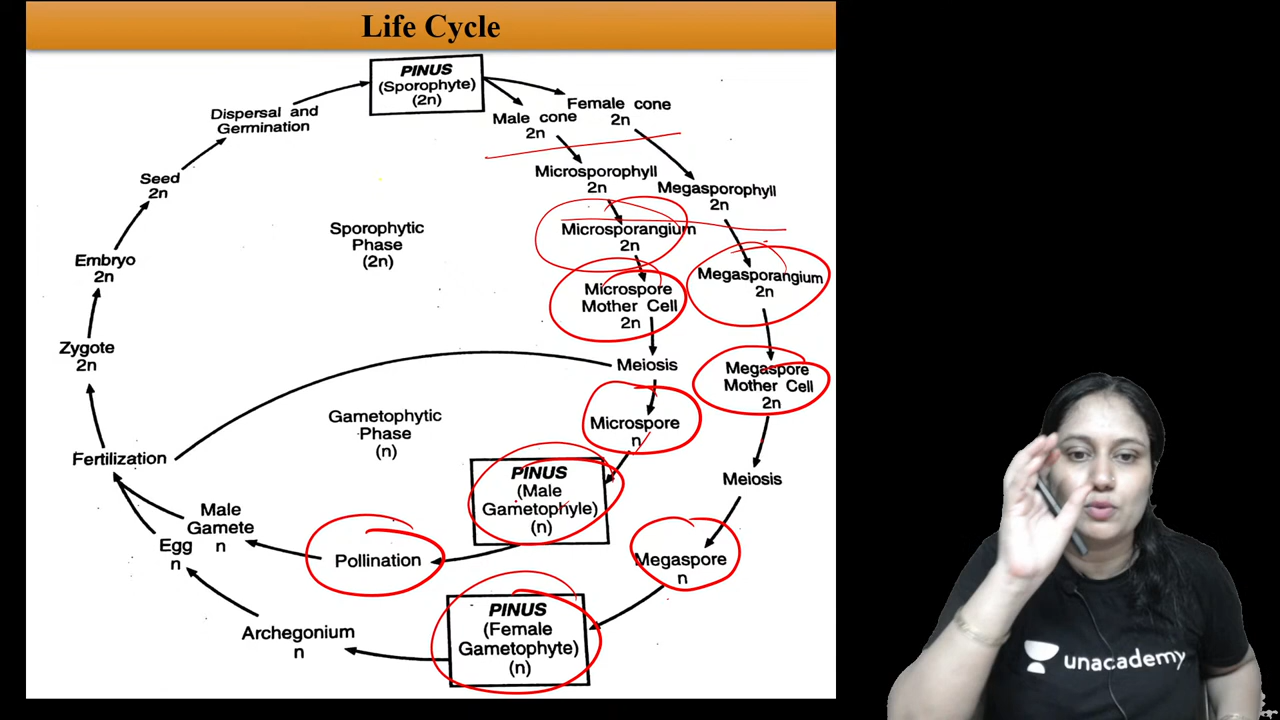 Life Cycle
PINUS
(Sporophyte)
(2n)
Dispersal and
Germination
Male cone
2n
Female cone
2n
Seed
2n
Microsporophyll
2n
Megasporophyll
2n
Sporophytic
Phase
(2n)
Microsporangium
2n
Embryo
2n
Microspore
Mother Cell
2n
Megasporangium
2n
Zygote
2n
Meiosis
Megaspore
Mother Cell
2n
Gametophytic
Phase
(n)
Microspore
n
Fertilization
PINUS
(Male
Gametophyle)
(n)
Meiosis
Male
Gamete
n
Egg
n
Pollination
Megaspore
n
PINUS
(Female
Gametophyte)
(n)
Archegonium
n
unacademy